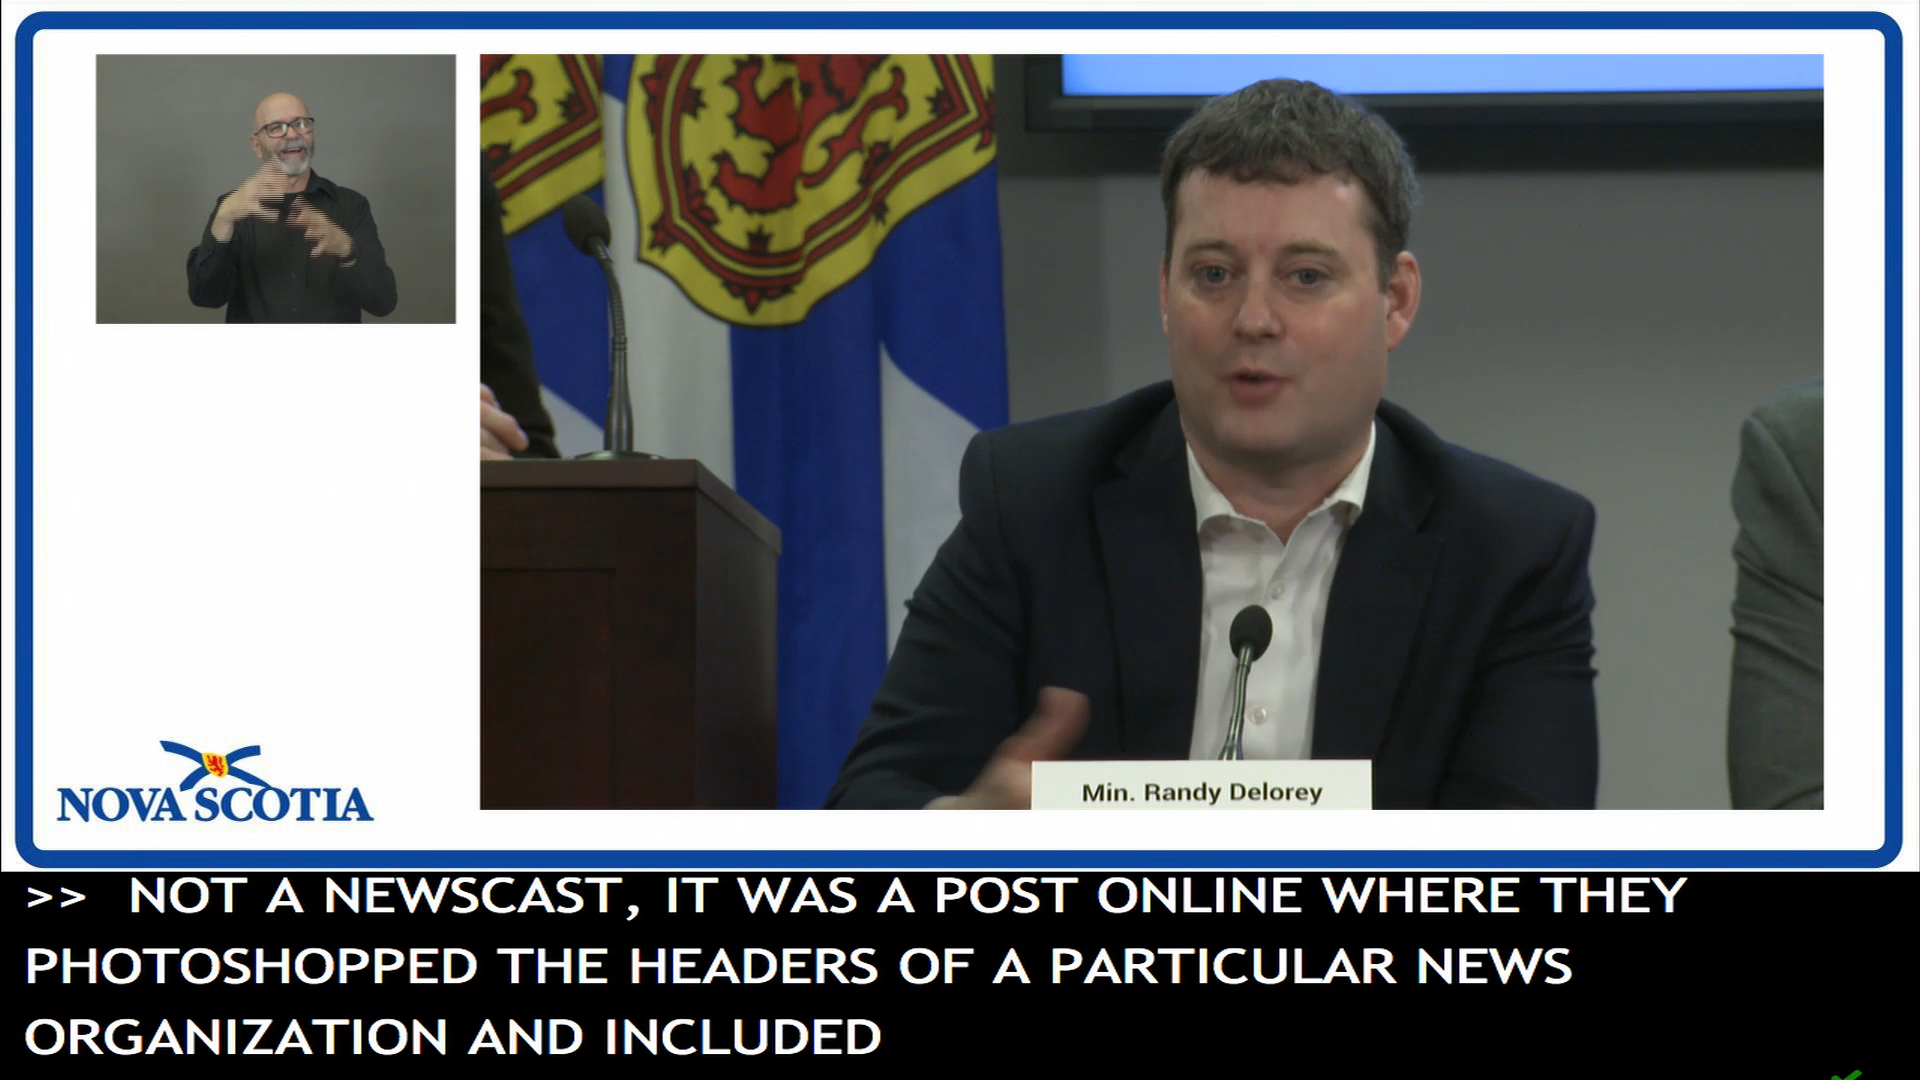 NOVA SCOTIA
Min. Randy Delorey
>> NOT A NEWSCAST, IT WAS A POST ONLINE WHERE THEY
PHOTOSHOPPED THE HEADERS OF A PARTICULAR NEWS
ORGANIZATION AND INCLUDED